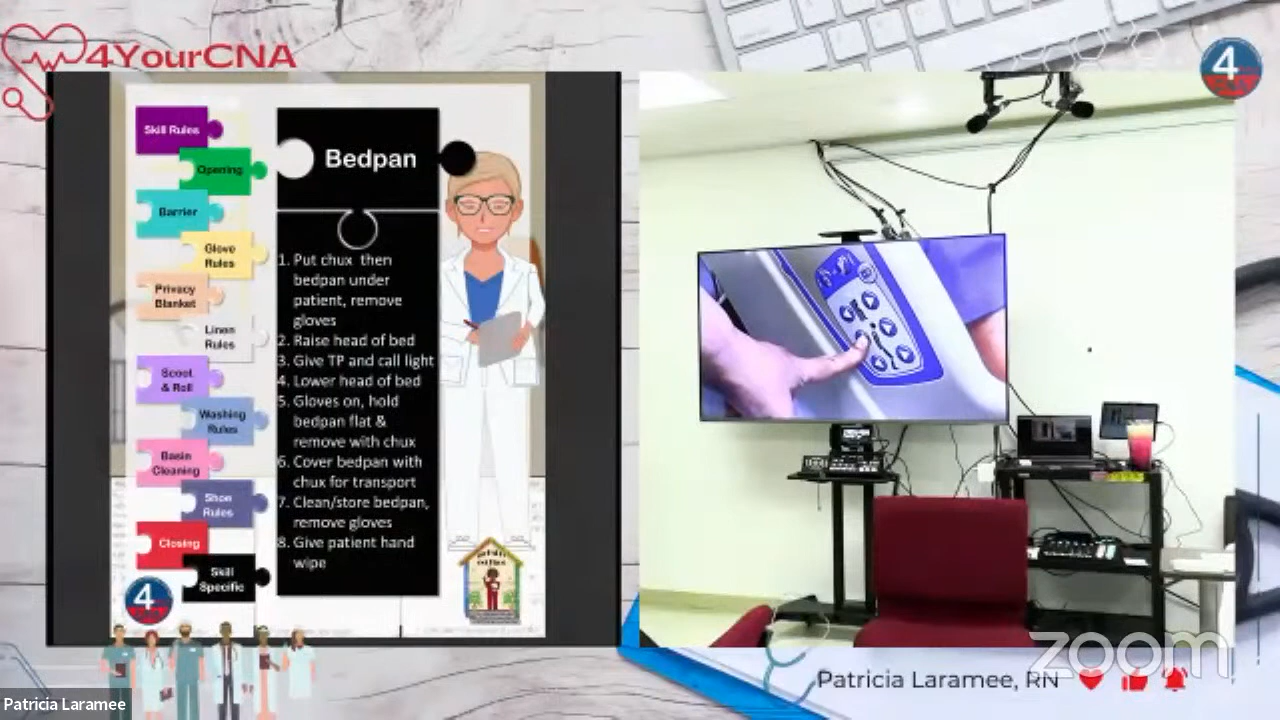 4YourCNA
4
Skill Rules
Opening
Barrier
Glove
Rules
Privacy
Blanket
Linen
Rules
Scoot
& Roll
Washing
Rules
Basin
Cleaning
Shoe
Rules
Closing
Skill
Specific
4
Bedpan
1. Put chux then
bedpan under
patient, remove
gloves
2. Raise head of bed
3. Give TP and call light
4. Lower head of bed
5. Gloves on, hold
bedpan flat &
remove with chux
6. Cover bedpan with
chux for transport
7. Clean/store bedpan,
remove gloves
8. Give patient hand
wipe
zoom
Patricia Laramee, RN
Patricia Laramee